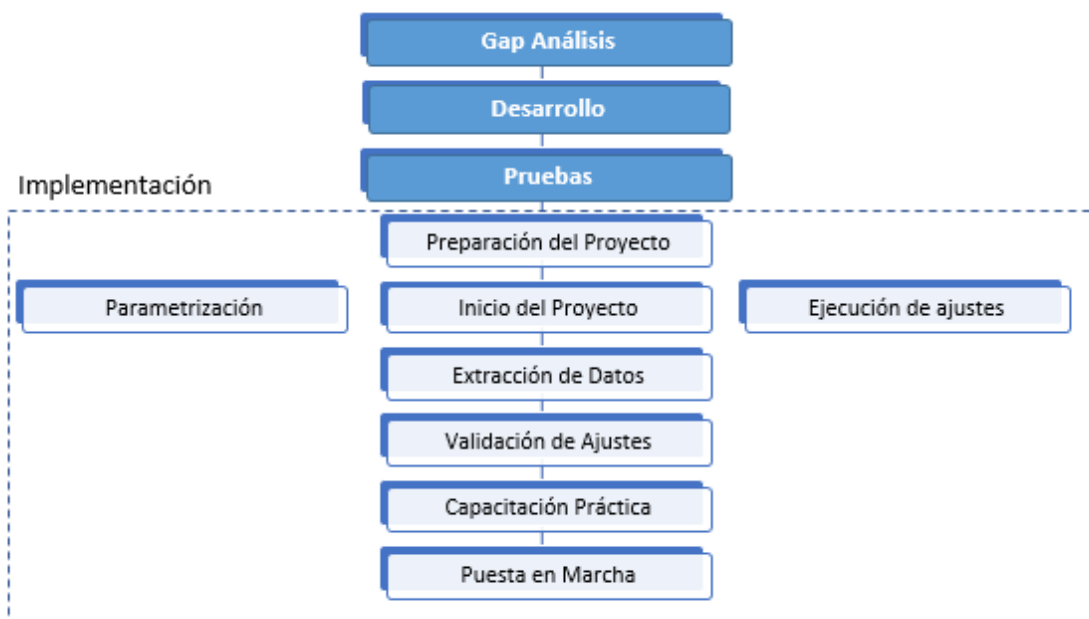 Gap Análisis
Desarrollo
Pruebas
Implementación
Preparación del Proyecto
Parametrización
Inicio del Proyecto
Ejecución de ajustes
Extracción de Datos
Validación de Ajustes
Capacitación Práctica
Puesta en Marcha